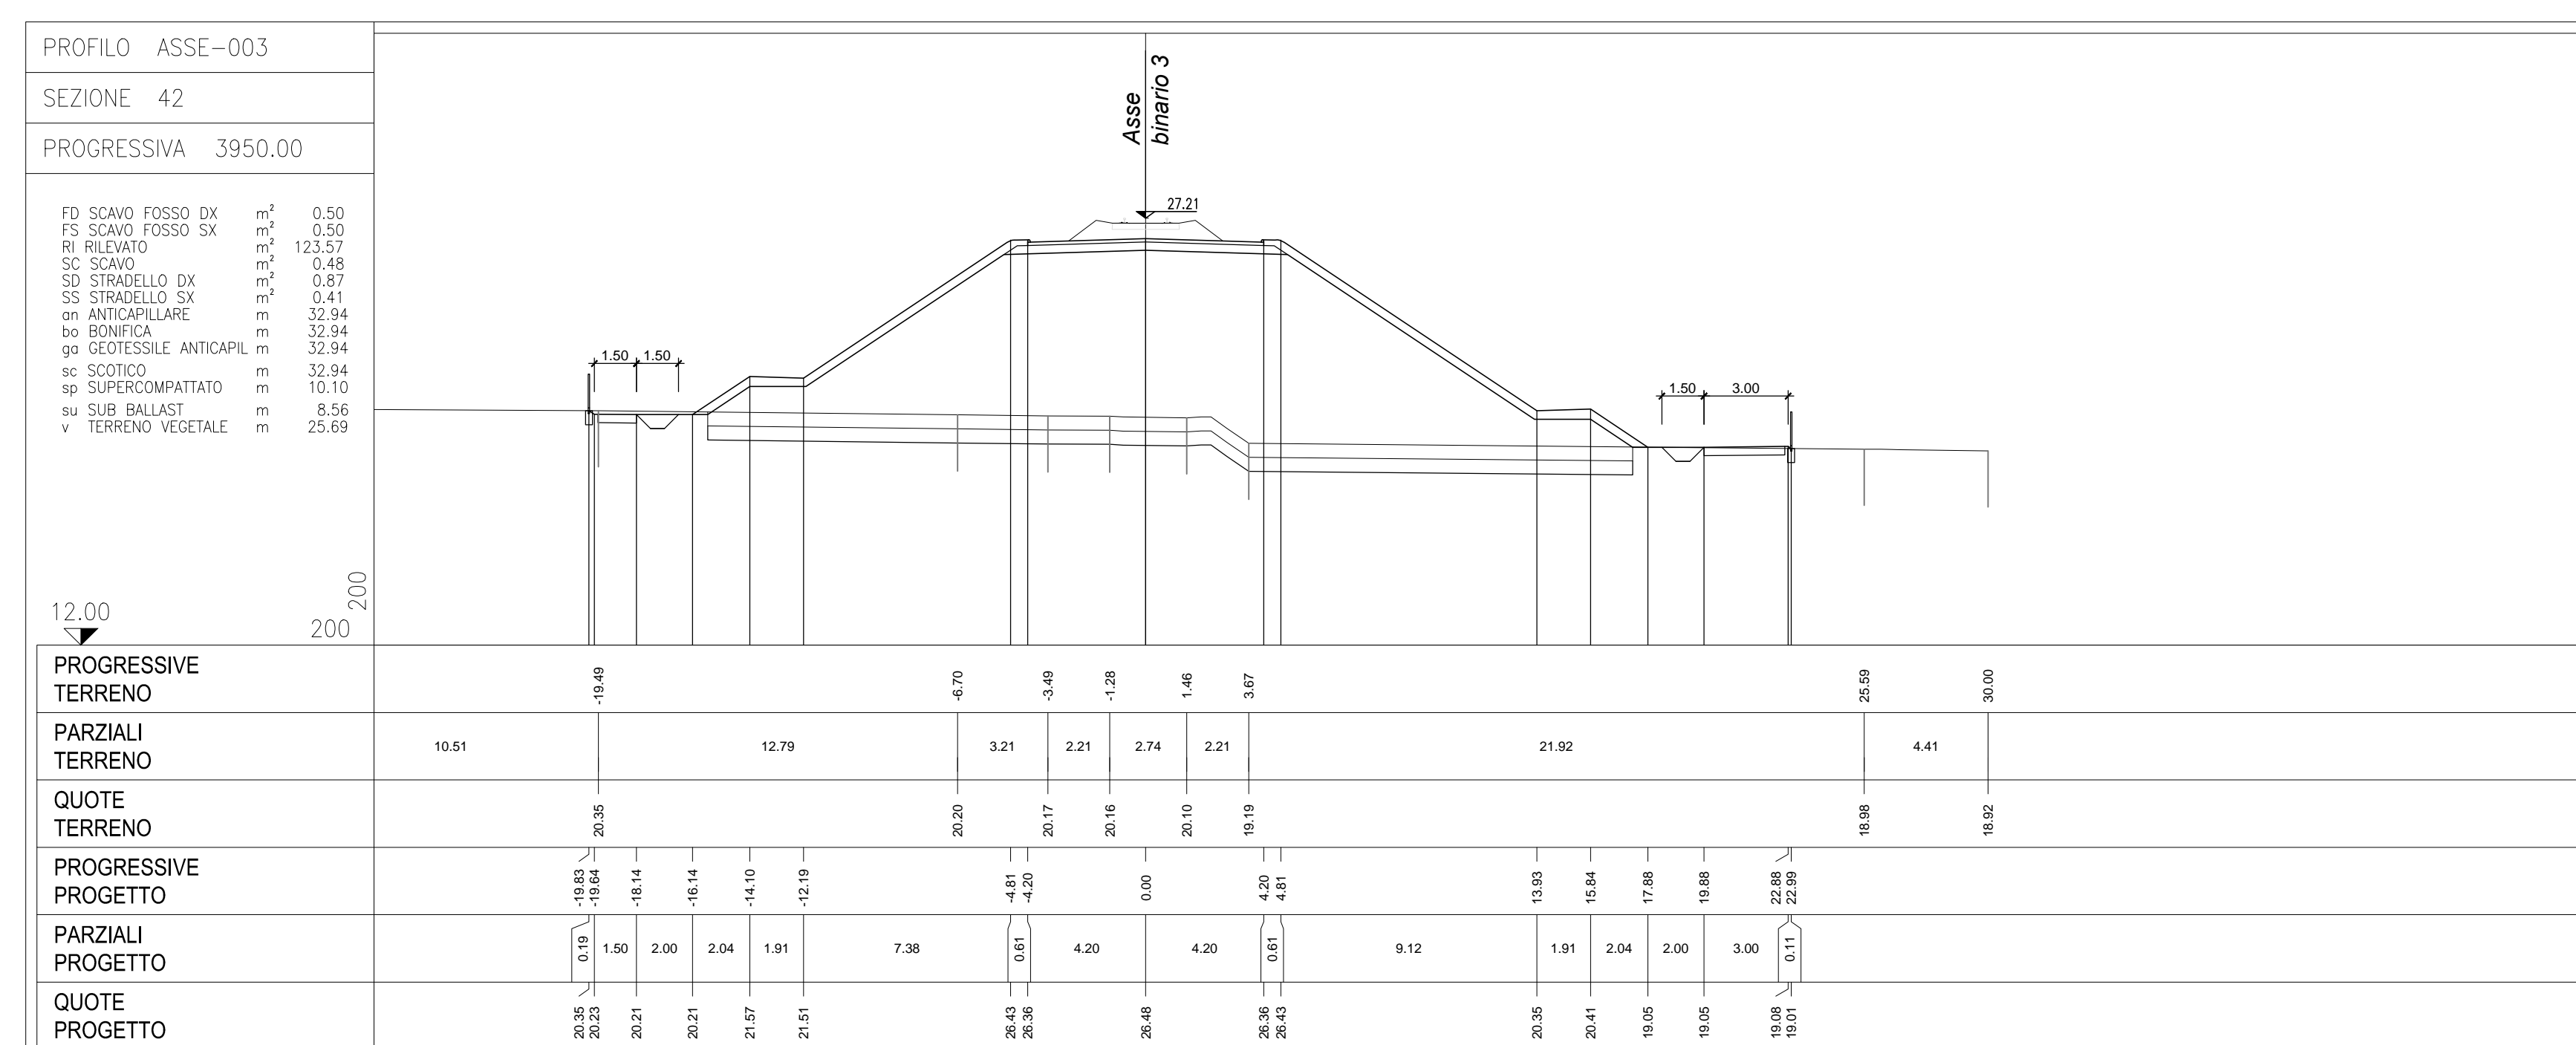 PROFILO ASSE-003
SEZIONE 42
PROGRESSIVA 3950.00
FD SCAVO FOSSO DX m² 0.50
FS SCAVO FOSSO SX m² 0.50
RI RILEVATO m² 123.57
SC SCAVO m² 0.48
SD STRADELLO DX m² 0.87
SS STRADELLO SX m² 0.41
an ANTICAPILLARE m 32.94
bo BONIFICA m 32.94
ga GEOTESSILE ANTICAPIL m 32.94
sc SCOTICO m 32.94
sp SUPERCOMPATTATO m 10.10
su SUB BALLAST m 8.56
v TERRENO VEGETALE m 25.69
200
12.00
200
Asse
binario 3
27.21
1.50 1.50
1.50 3.00
PROGRESSIVE
TERRENO
-19.49 -6.70 -3.49 -1.28 1.46 3.67 25.59 30.00
PARZIALI
TERRENO
10.51 12.79 3.21 2.21 2.74 2.21 21.92 4.41
QUOTE
TERRENO
20.35 20.20 20.17 20.16 20.10 19.19 18.98 18.92
PROGRESSIVE
PROGETTO
-19.83 -19.64 -18.14 -16.14 -14.10 -12.19 -4.81 -4.20 0.00 4.20 4.81 13.93 15.84 17.88 19.88 22.88 22.99
PARZIALI
PROGETTO
0.19 1.50 2.00 2.04 1.91 7.38 0.61 4.20 4.20 0.61 9.12 1.91 2.04 2.00 3.00 0.11
QUOTE
PROGETTO
20.35 20.23 20.21 20.21 21.57 21.51 26.43 26.36 26.48 26.36 26.43 20.35 20.41 19.05 19.05 19.08 19.01